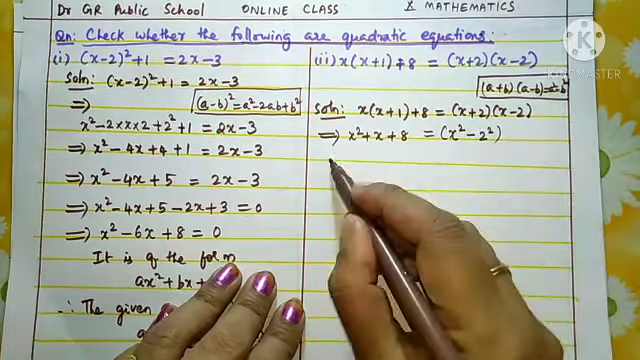 Dr GR Public School ONLINE CLASS X MATHEMATICS
Qn: Check whether the following are quadratic equations.
(i) (x-2)² +1 = 2x-3
Soln: (x-2)² +1 = 2x-3
⇒ (a-b)² = a²-2ab+b²
x² - 2×x×2 + 2² + 1 = 2x-3
⇒ x² - 4x + 4 + 1 = 2x-3
⇒ x² - 4x + 5 = 2x-3
⇒ x² - 4x + 5 - 2x + 3 = 0
⇒ x² - 6x + 8 = 0
It is of the form
ax² + bx +
∴ The given
(ii) x(x+1) + 8 = (x+2)(x-2)
(a+b)(a-b) = a²-b²
Soln: x(x+1) + 8 = (x+2)(x-2)
⇒ x² + x + 8 = (x² - 2²)
KINEMASTER